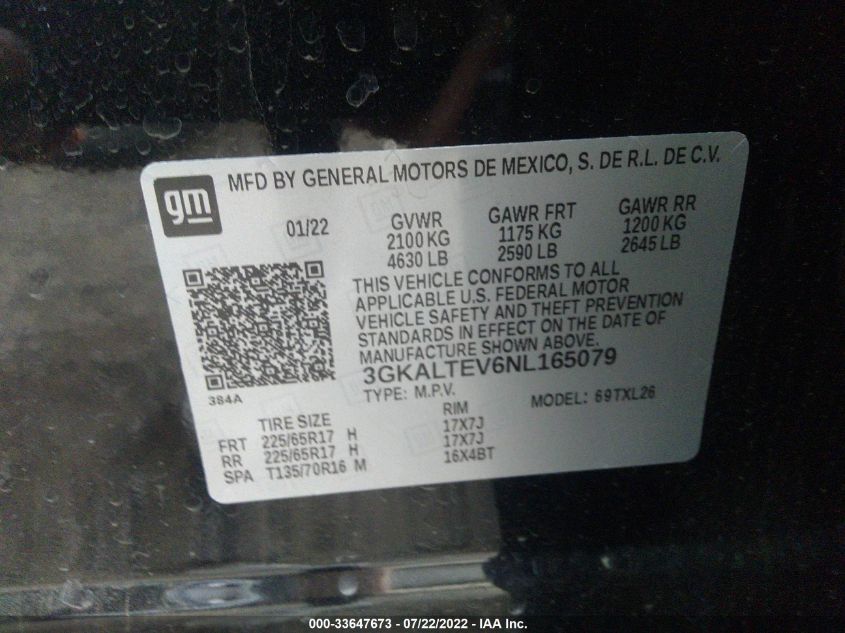 gm
MFD BY GENERAL MOTORS DE MEXICO, S. DE R.L. DE C.V.
01/22
GVWR
2100 KG
4630 LB
GAWR FRT
1175 KG
2590 LB
GAWR RR
1200 KG
2645 LB
THIS VEHICLE CONFORMS TO ALL
APPLICABLE U.S. FEDERAL MOTOR
VEHICLE SAFETY AND THEFT PREVENTION
STANDARDS IN EFFECT ON THE DATE OF
MANUFACTURE SHOWN ABOVE.
3GKALTEV6NL165079
384A
TYPE: M.P.V.
MODEL: 69TXL26
TIRE SIZE RIM
FRT 225/65R17 H 17X7J
RR 225/65R17 H 17X7J
SPA T135/70R16 M 16X4BT
000-33647673 - 07/22/2022 - IAA Inc.